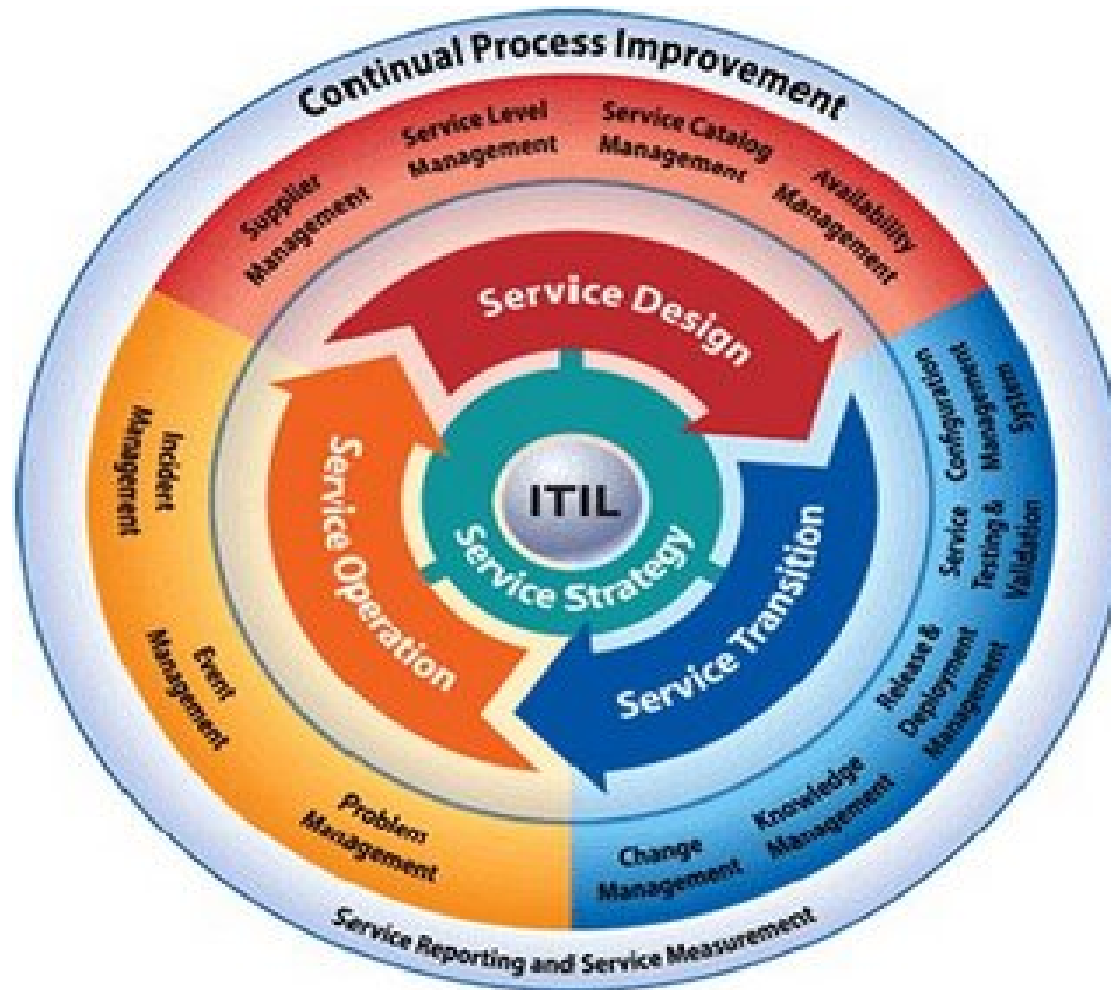 Continual Process Improvement
Supplier
Management
Service Level
Management
Service Catalog
Management
Availability
Management
Service Design
Configuration
Management
System
Service
Testing &
Validation
Release &
Deployment
Management
Knowledge
Management
Change
Management
Service Transition
Incident
Management
Event
Management
Problem
Management
Service Operation
ITIL
Service Strategy
Service Reporting and Service Measurement